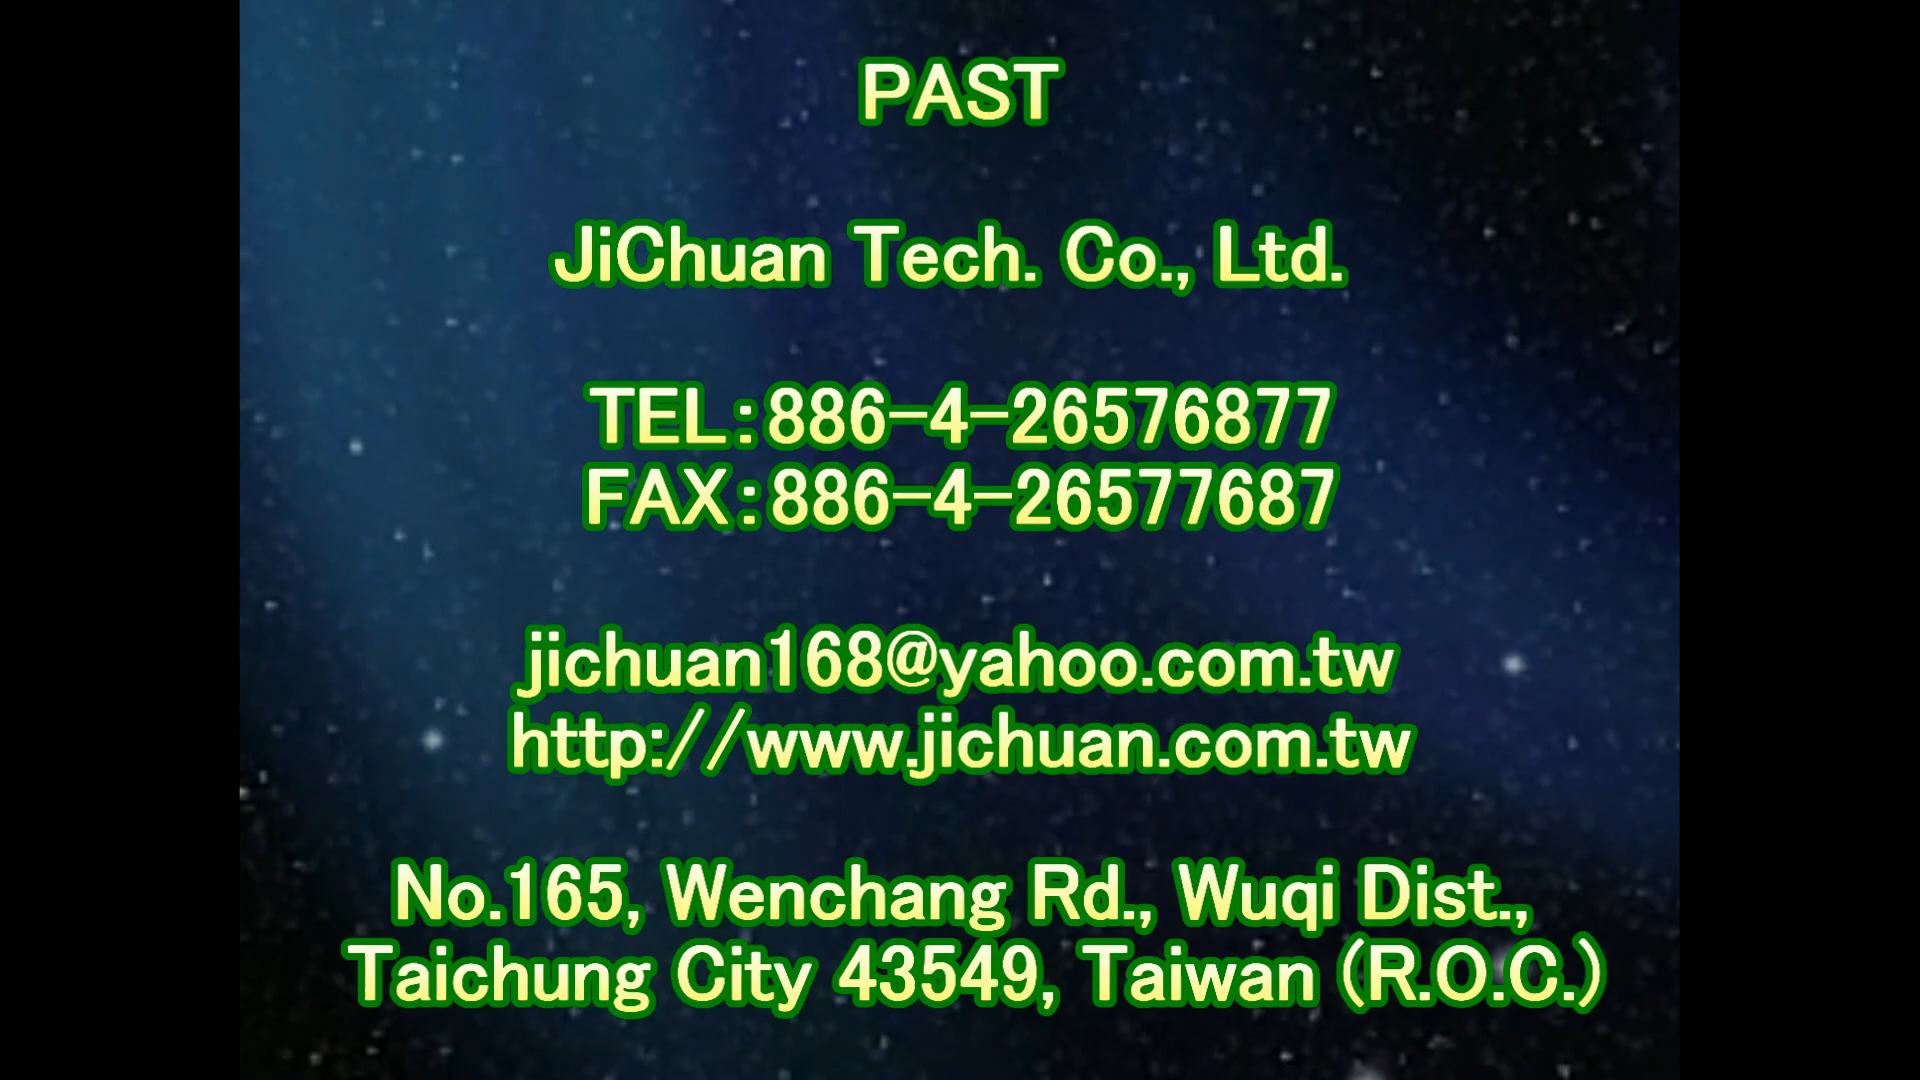 PAST
JiChuan Tech. Co., Ltd.
TEL:886-4-26576877
FAX:886-4-26577687
jichuan168@yahoo.com.tw
http://www.jichuan.com.tw
No.165, Wenchang Rd., Wuqi Dist.,
Taichung City 43549, Taiwan (R.O.C.)